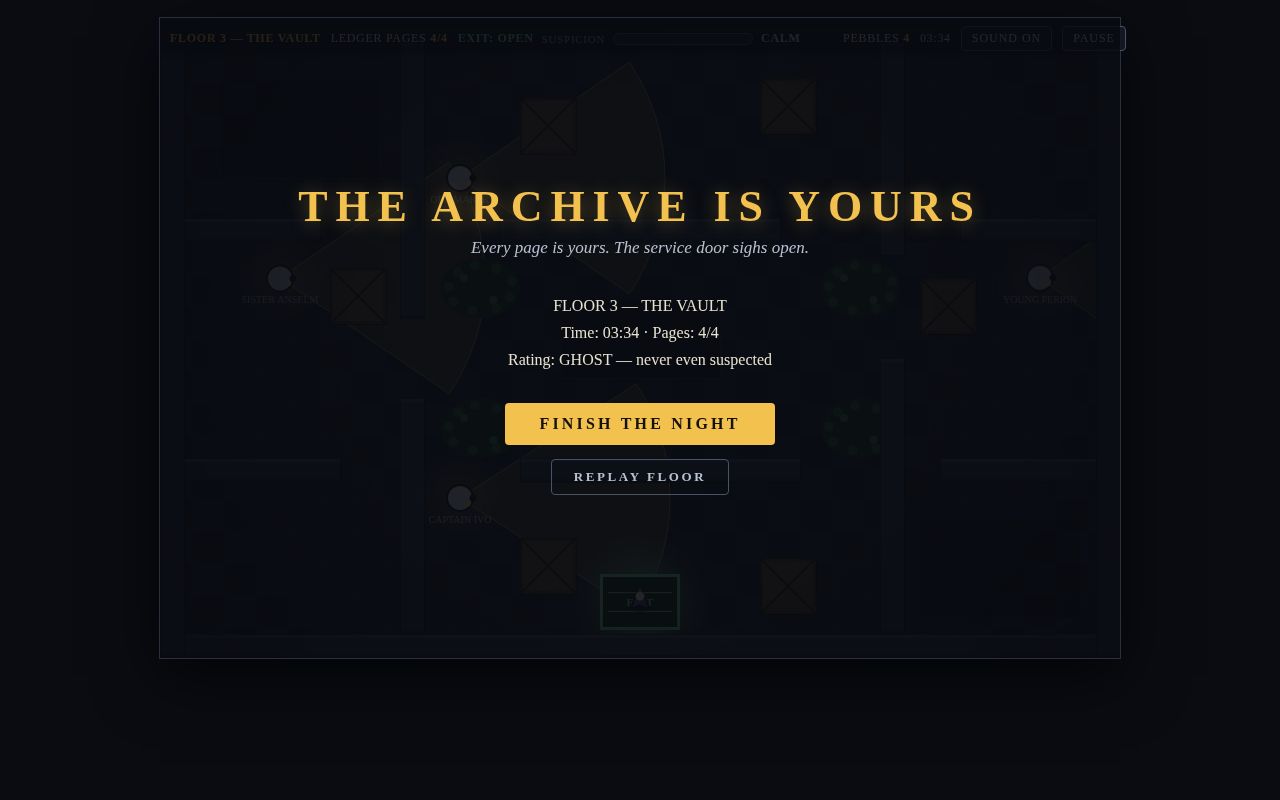 FLOOR 3 — THE VAULT LEDGER PAGES 4/4 EXIT: OPEN SUSPICION CALM PEBBLES 4 03:34 SOUND ON PAUSE
THE ARCHIVE IS YOURS
Every page is yours. The service door sighs open.
SISTER ANSELM
YOUNG PERION
FLOOR 3 — THE VAULT
Time: 03:34 · Pages: 4/4
Rating: GHOST — never even suspected
FINISH THE NIGHT
REPLAY FLOOR
CAPTAIN IVO